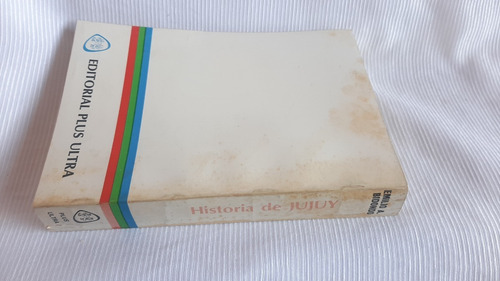 EDITORIAL PLUS ULTRA
PLUS
ULTRA
Historia de JUJUY
EMILIO A.
BIDONDO